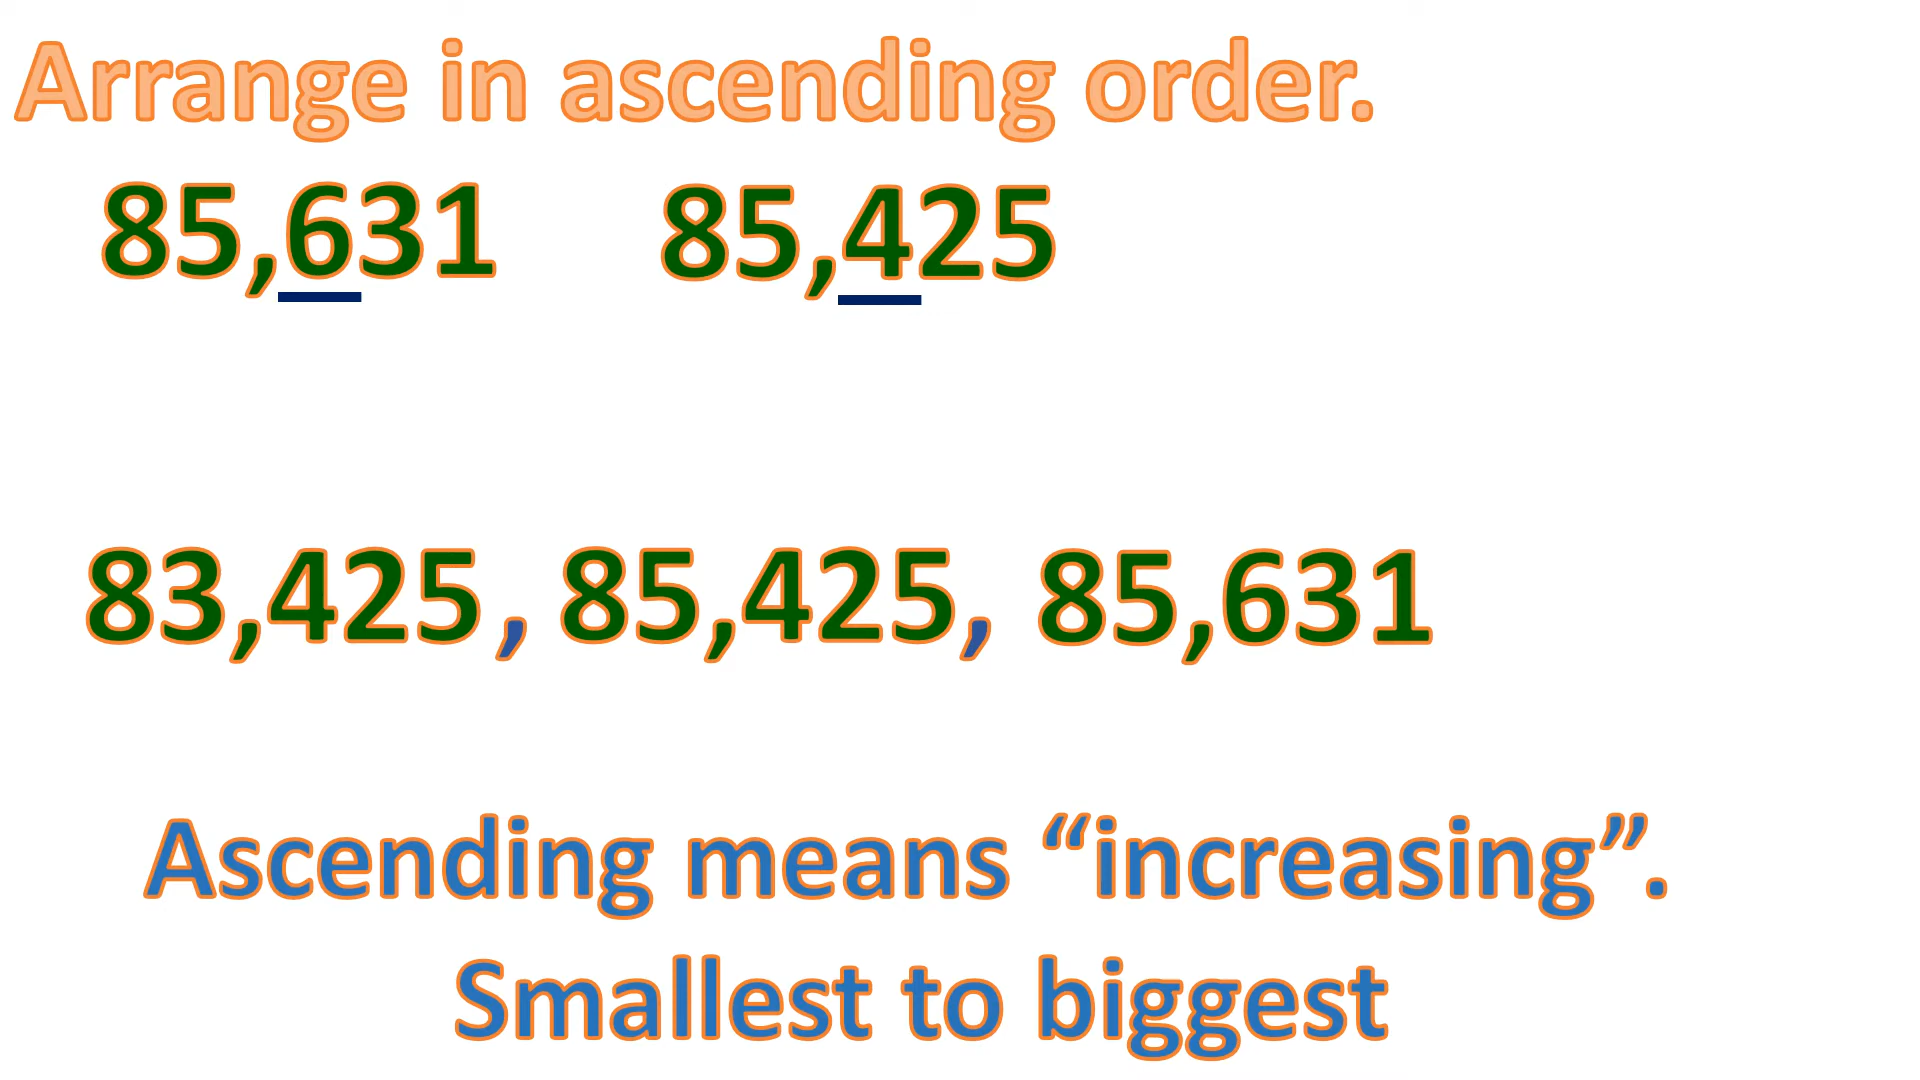 Arrange in ascending order.
85,631 85,425
83,425, 85,425, 85,631
Ascending means “increasing”.
Smallest to biggest